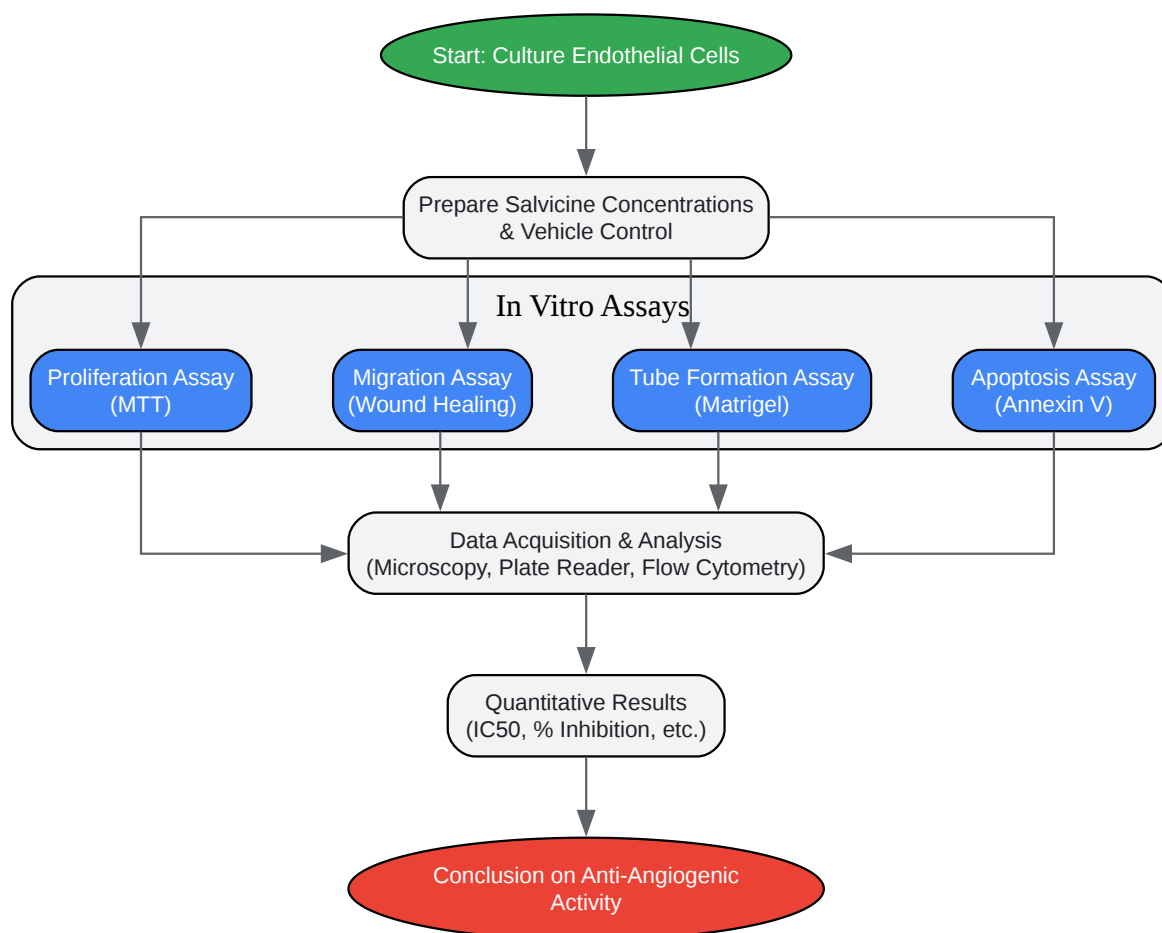 Start: Culture Endothelial Cells
Prepare Salvicine Concentrations
& Vehicle Control
In Vitro Assays
Proliferation Assay
(MTT)
Migration Assay
(Wound Healing)
Tube Formation Assay
(Matrigel)
Apoptosis Assay
(Annexin V)
Data Acquisition & Analysis
(Microscopy, Plate Reader, Flow Cytometry)
Quantitative Results
(IC50, % Inhibition, etc.)
Conclusion on Anti-Angiogenic
Activity